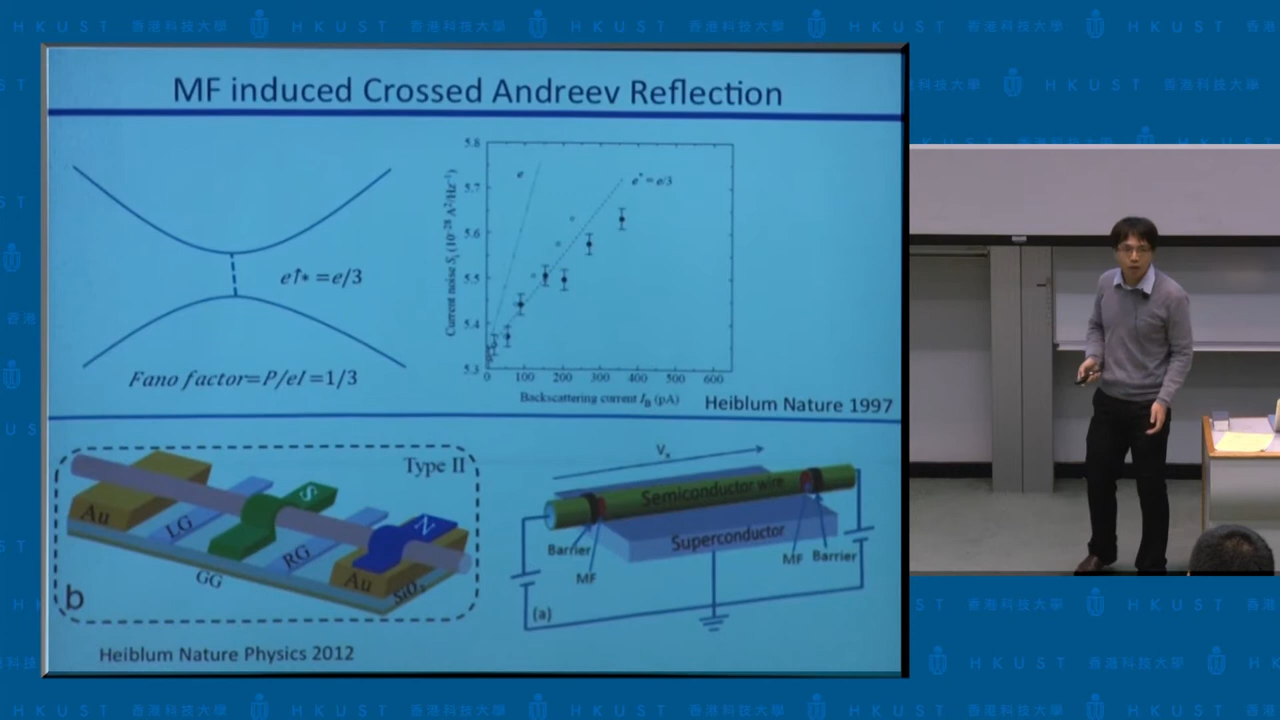 MF induced Crossed Andreev Reflection
e↑* =e/3
Fano factor=P/eI=1/3
Current noise Sᵢ (10⁻²⁸ A²/Hz⁻¹)
5.8
5.7
5.6
5.5
5.4
5.3
e
e* = e/3
0 100 200 300 400 500 600
Backscattering current I_B (pA)
Heiblum Nature 1997
Type II
Au
LG
S
GG
RG
N
Au
SiO₂
b
Heiblum Nature Physics 2012
Semiconductor wire
Superconductor
Barrier
MF
MF
Barrier
(a)
HKUST 香港科技大學